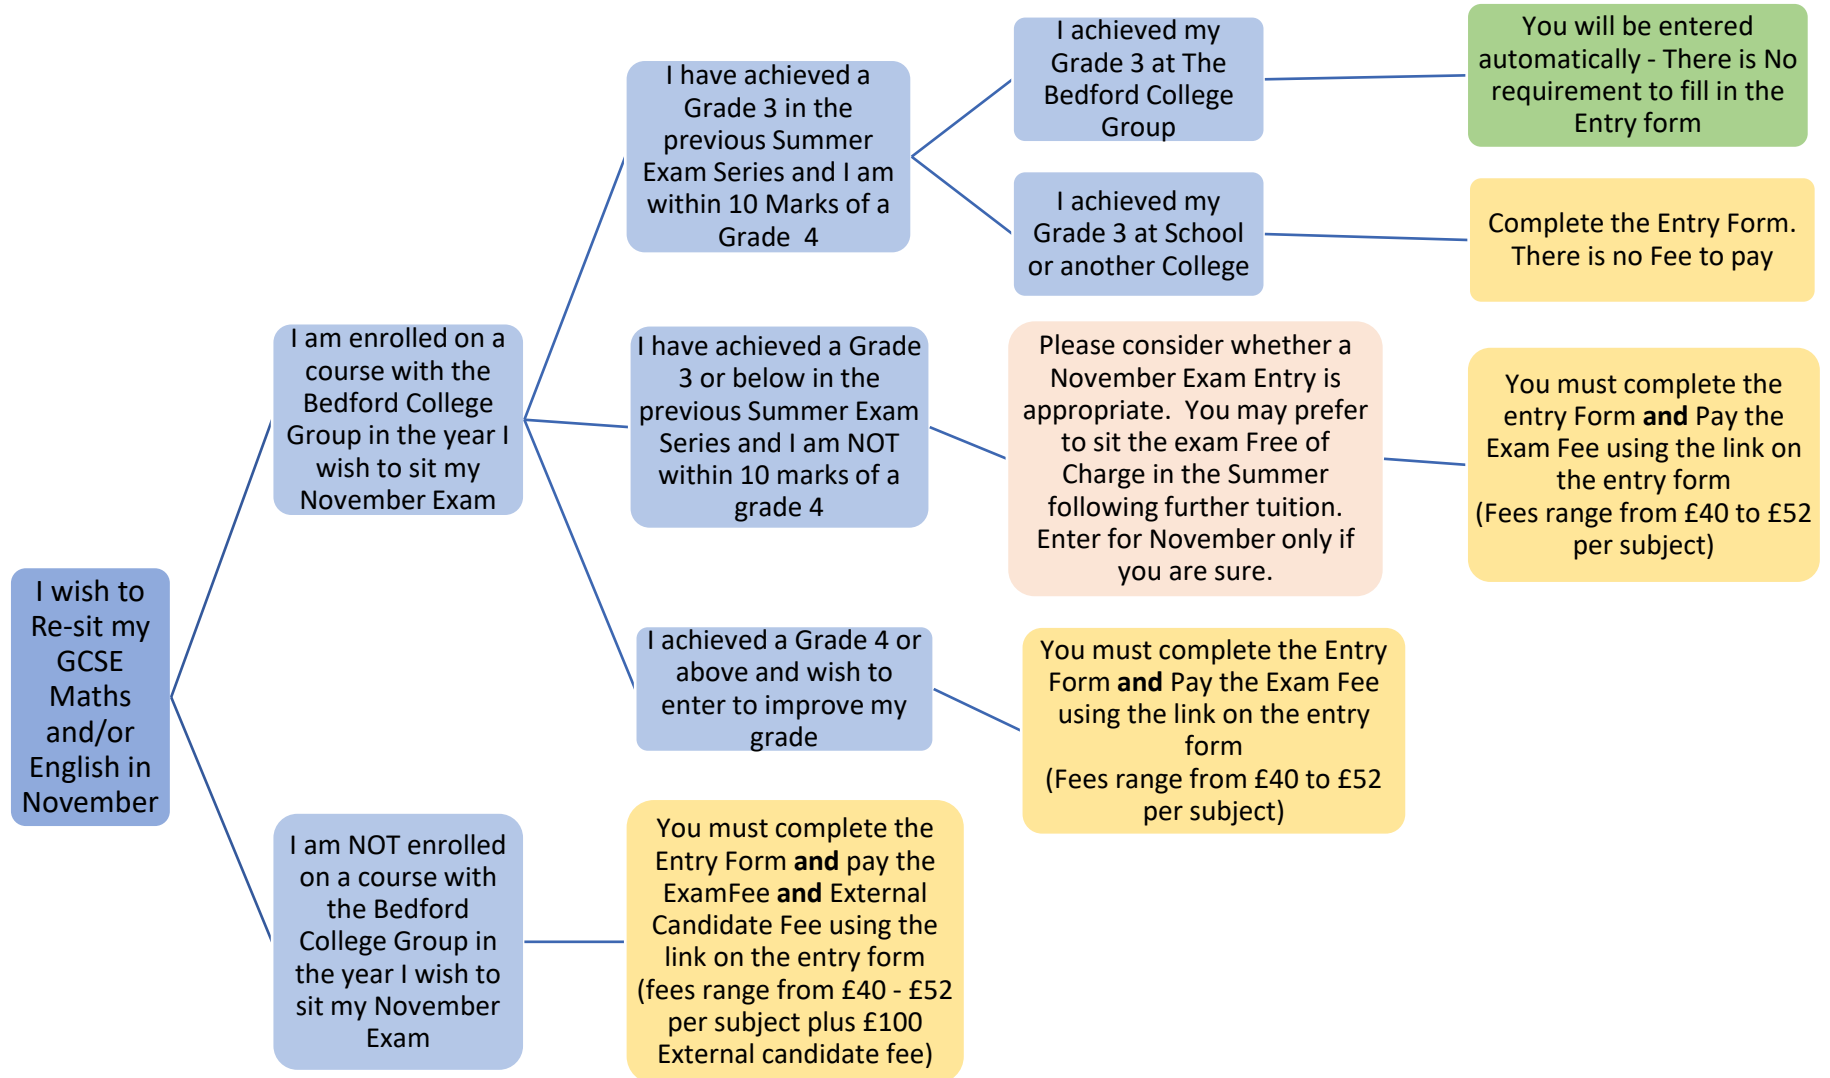 I wish to
Re-sit my
GCSE
Maths
and/or
English in
November
I am enrolled on a
course with the
Bedford College
Group in the year I
wish to sit my
November Exam
I have achieved a
Grade 3 in the
previous Summer
Exam Series and I am
within 10 Marks of a
Grade 4
I achieved my
Grade 3 at The
Bedford College
Group
You will be entered
automatically - There is No
requirement to fill in the
Entry form
I achieved my
Grade 3 at School
or another College
Complete the Entry Form.
There is no Fee to pay
I have achieved a Grade
3 or below in the
previous Summer Exam
Series and I am NOT
within 10 marks of a
grade 4
Please consider whether a
November Exam Entry is
appropriate. You may prefer
to sit the exam Free of
Charge in the Summer
following further tuition.
Enter for November only if
you are sure.
You must complete the
entry Form and Pay the
Exam Fee using the link on
the entry form
(Fees range from £40 to £52
per subject)
I achieved a Grade 4 or
above and wish to
enter to improve my
grade
You must complete the Entry
Form and Pay the Exam Fee
using the link on the entry
form
(Fees range from £40 to £52
per subject)
I am NOT enrolled
on a course with
the Bedford
College Group in
the year I wish to
sit my November
Exam
You must complete the
Entry Form and pay the
ExamFee and External
Candidate Fee using the
link on the entry form
(fees range from £40 - £52
per subject plus £100
External candidate fee)